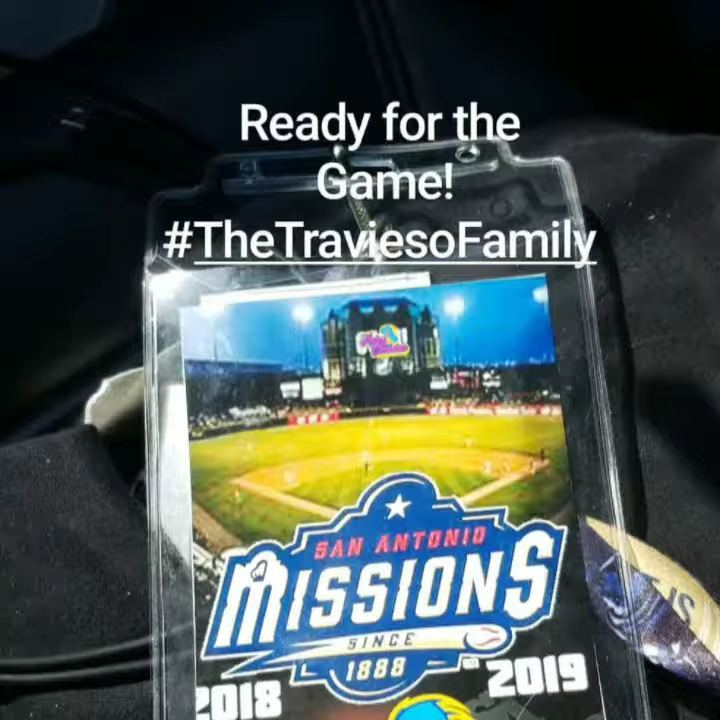 Ready for the
Game!
#TheTraviesoFamily
SAN ANTONIO
MISSIONS
SINCE
1888
2018
2019